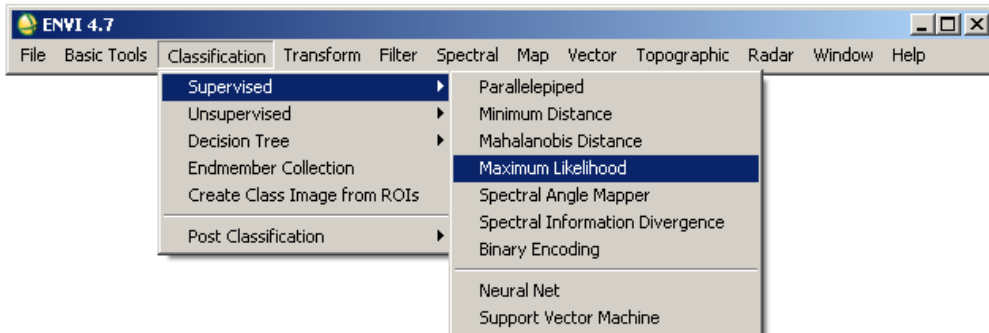 ENVI 4.7
File Basic Tools Classification Transform Filter Spectral Map Vector Topographic Radar Window Help
Supervised
Unsupervised
Decision Tree
Endmember Collection
Create Class Image from ROIs
Post Classification
Parallelepiped
Minimum Distance
Mahalanobis Distance
Maximum Likelihood
Spectral Angle Mapper
Spectral Information Divergence
Binary Encoding
Neural Net
Support Vector Machine